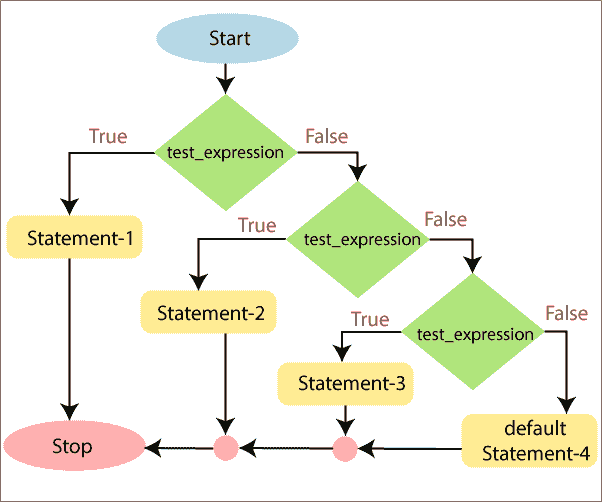 Start
True
False
test_expression
Statement-1
True
False
test_expression
Statement-2
True
False
test_expression
Statement-3
default
Statement-4
Stop